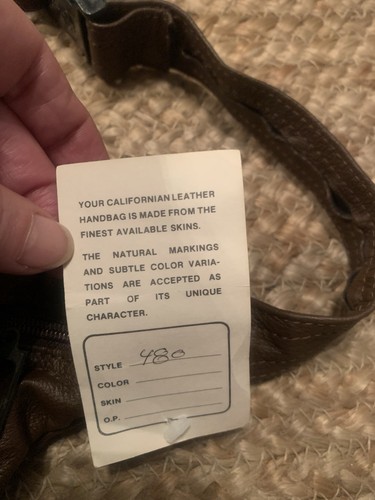 YOUR CALIFORNIAN LEATHER
HANDBAG IS MADE FROM THE
FINEST AVAILABLE SKINS.
THE NATURAL MARKINGS
AND SUBTLE COLOR VARIA-
TIONS ARE ACCEPTED AS
PART OF ITS UNIQUE
CHARACTER.
STYLE 480
COLOR
SKIN
O.P.